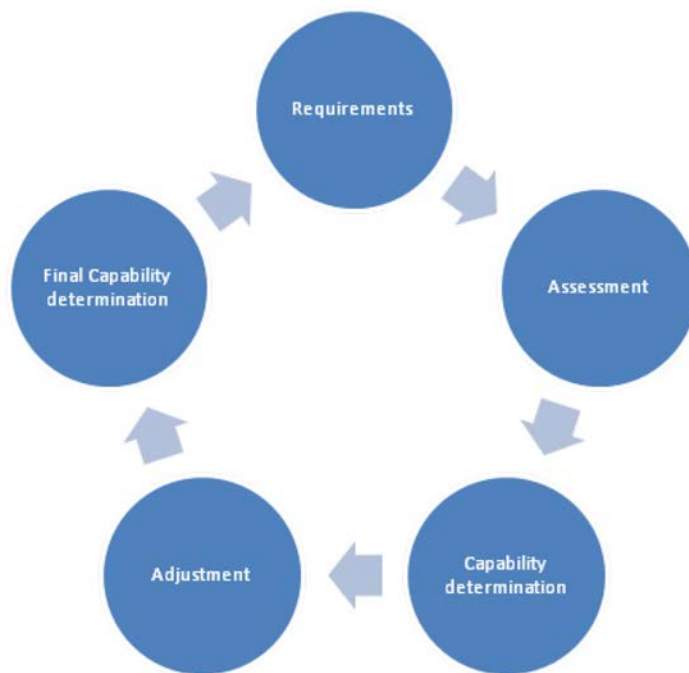 Requirements
Assessment
Capability
determination
Adjustment
Final Capability
determination